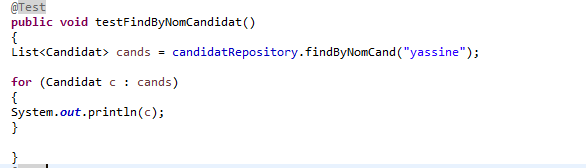 @Test
public void testFindByNomCandidat()
{
List<Candidat> cands = candidatRepository.findByNomCand("yassine");
for (Candidat c : cands)
{
System.out.println(c);
}
}